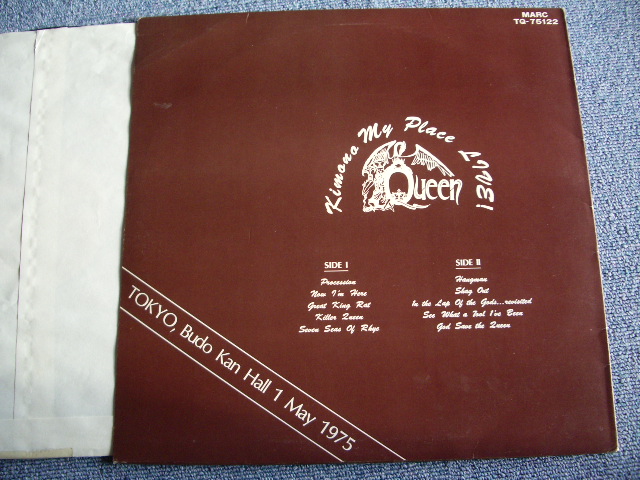 MARC
TQ-75122
Kimono My Place LIVE!
Queen
SIDE I
Procession
Now I'm Here
Great King Rat
Killer Queen
Seven Seas Of Rhye
SIDE II
Hangman
Shag Out
In the Lap Of the Gods...revisited
See What a Fool I've Been
God Save the Queen
TOKYO, Budo Kan Hall 1 May 1975